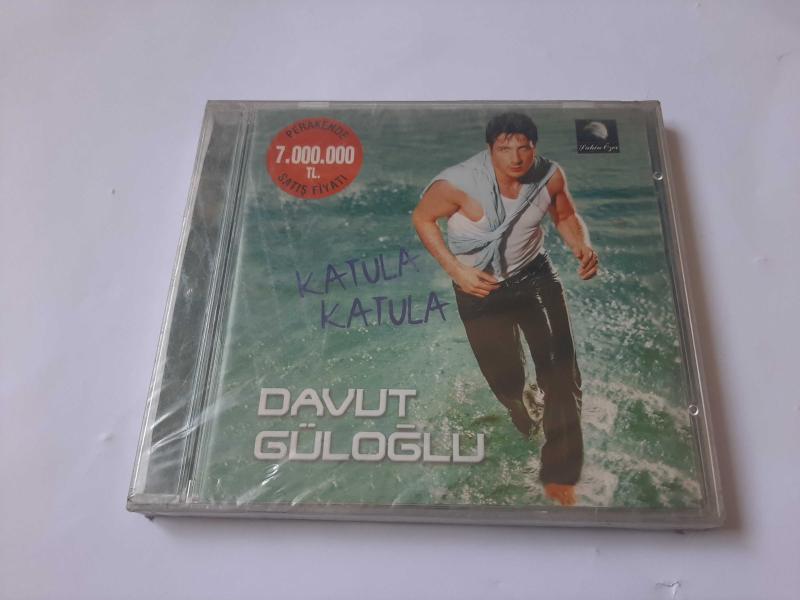 PERAKENDE
7.000.000
TL.
SATIŞ FİYATI
Şahin Özer
KATULA
KATULA
DAVUT
GÜLOĞLU